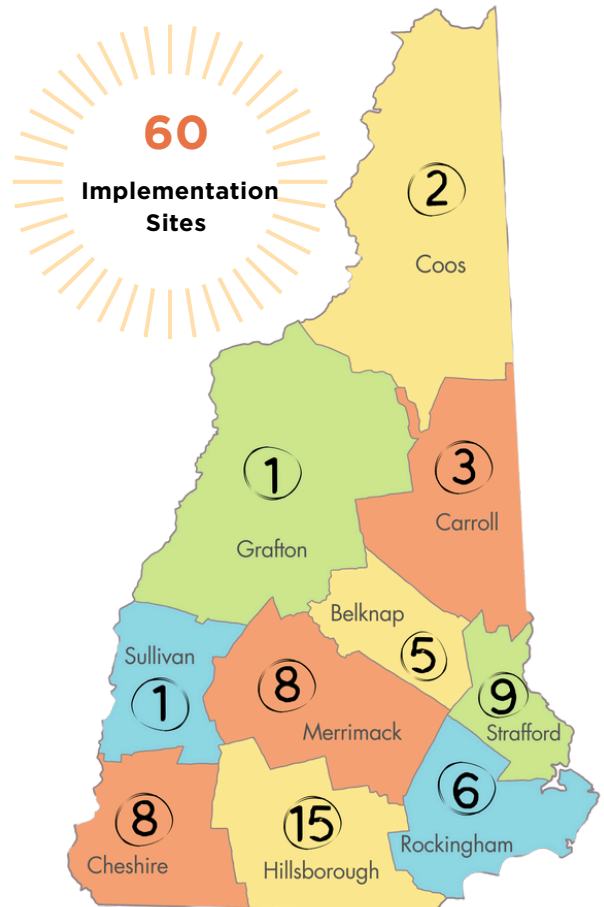 60
Implementation
Sites
2
Coos
1
Grafton
3
Carroll
Belknap
5
Sullivan
1
8
Merrimack
9
Strafford
8
Cheshire
15
Hillsborough
6
Rockingham